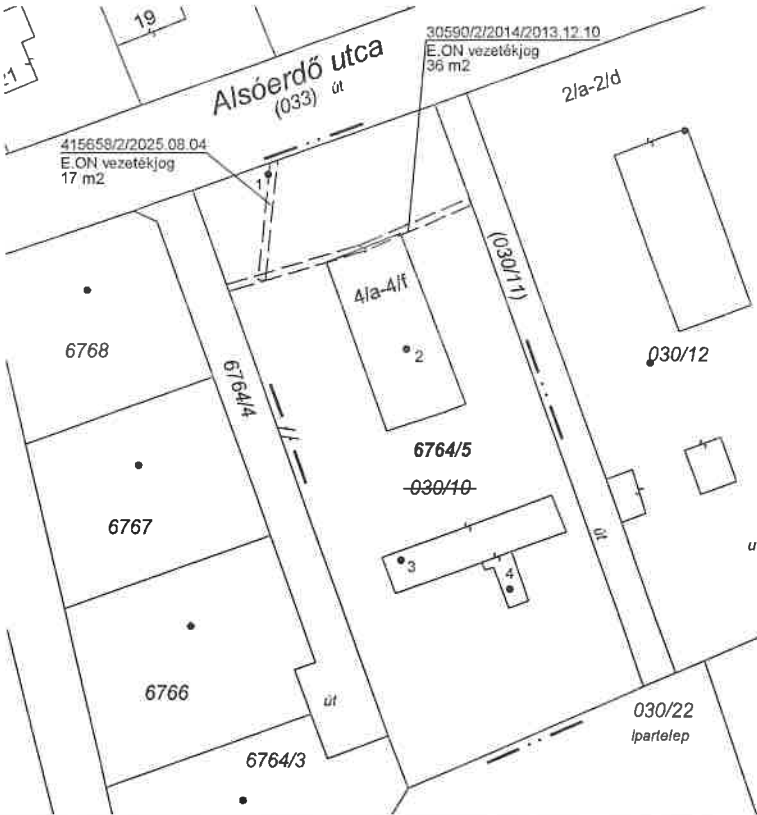 19
21
Alsóerdő utca
(033) út
30590/2/2014/2013.12.10
E.ON vezetékjog
36 m2
2/a-2/d
415658/2/2025.08.04
E.ON vezetékjog
17 m2
1
(030/11)
4/a-4/f
2
6768
6764/4
030/12
6764/5
030/10
6767
út
u
3
4
6766
út
030/22
Ipartelep
6764/3